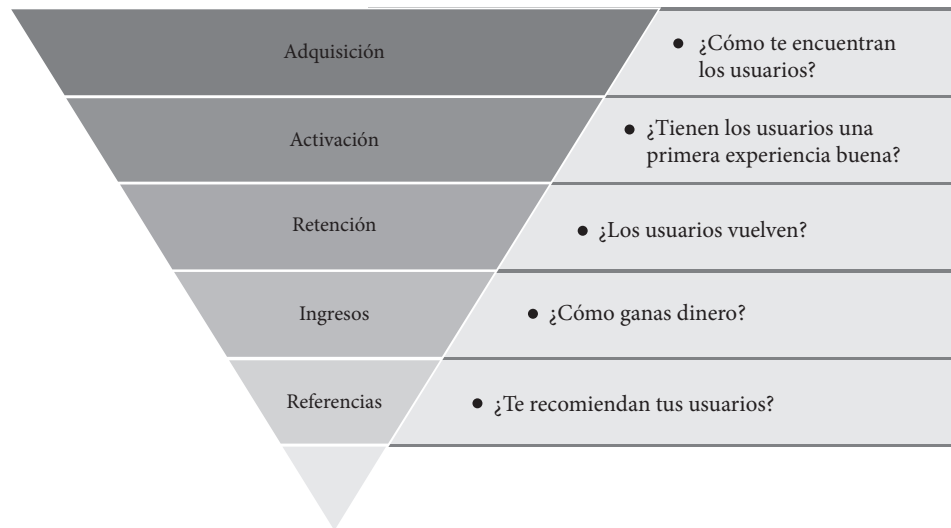 Adquisición
● ¿Cómo te encuentran
los usuarios?
Activación
● ¿Tienen los usuarios una
primera experiencia buena?
Retención
● ¿Los usuarios vuelven?
Ingresos
● ¿Cómo ganas dinero?
Referencias
● ¿Te recomiendan tus usuarios?